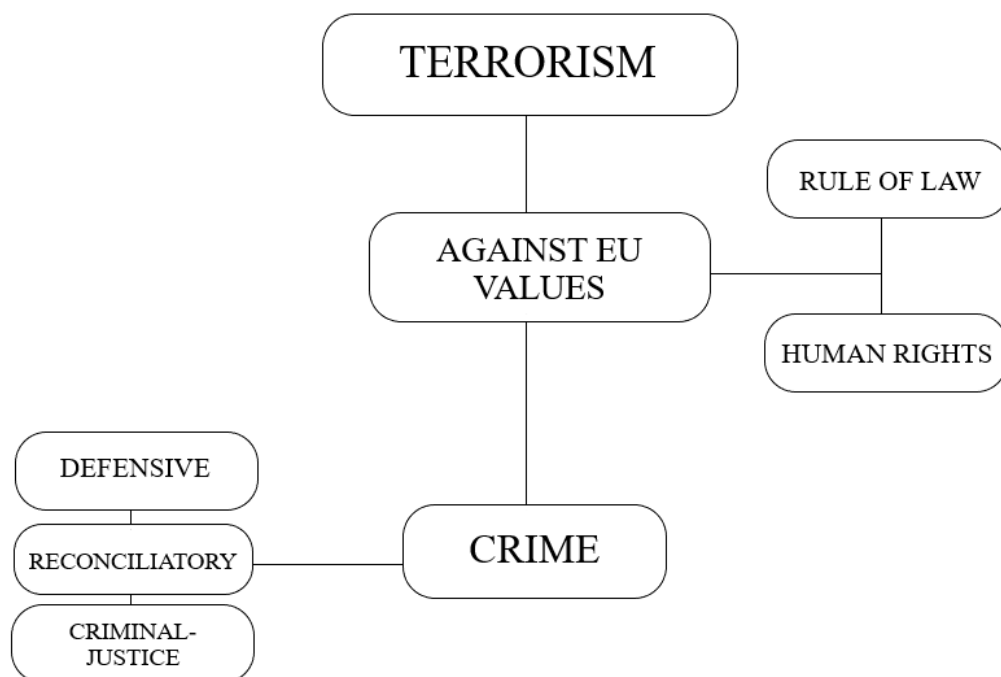 TERRORISM
RULE OF LAW
AGAINST EU
VALUES
HUMAN RIGHTS
DEFENSIVE
RECONCILIATORY
CRIME
CRIMINAL-
JUSTICE